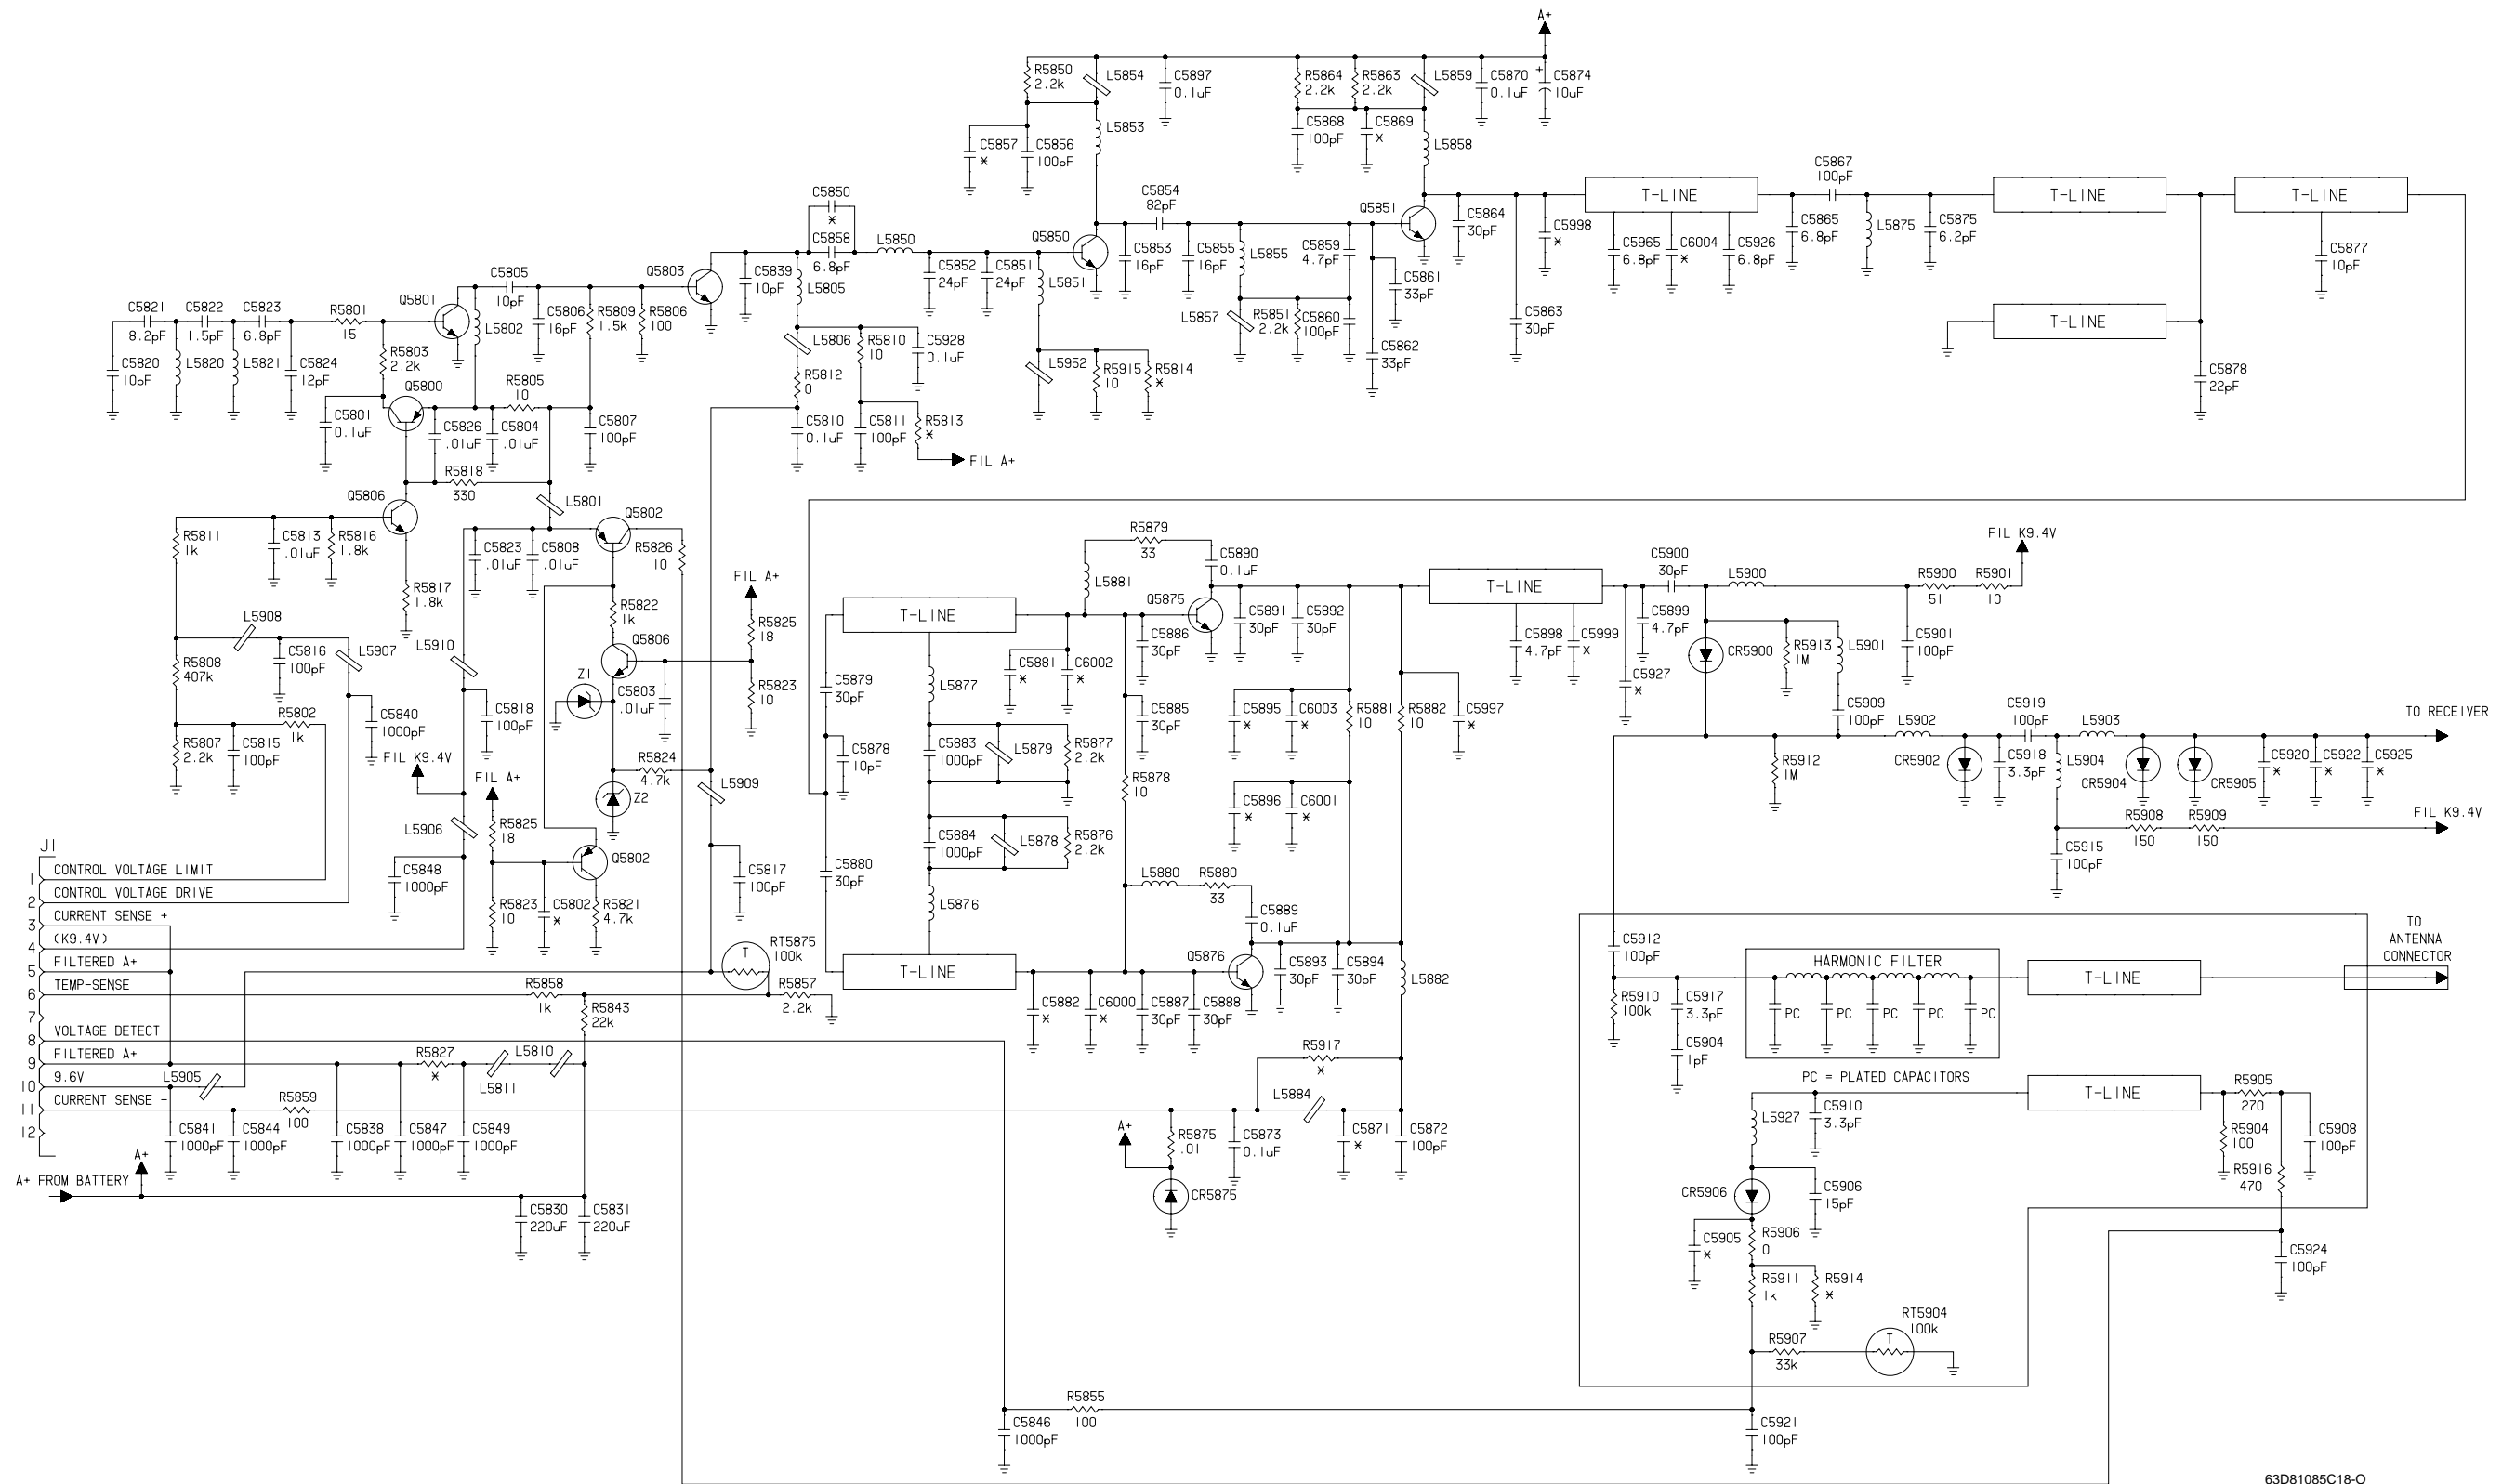 A+
R5850
2.2k
L5854
C5897
0.1uF
R5864
2.2k
R5863
2.2k
L5859
C5870
0.1uF
+
C5874
10uF
C5857
*
C5856
100pF
L5853
C5868
100pF
C5869
*
L5858
C5850
*
C5858
6.8pF
L5850
C5854
82pF
Q5850
Q5851
C5864
30pF
C5998
*
T-LINE
C5867
100pF
T-LINE
T-LINE
C5821
8.2pF
C5822
1.5pF
C5823
6.8pF
R5801
15
Q5801
C5805
10pF
Q5803
C5839
10pF
L5805
C5852
24pF
C5851
24pF
L5851
C5853
16pF
C5855
16pF
L5855
C5859
4.7pF
C5861
33pF
C5965
6.8pF
C6004
*
C5926
6.8pF
C5865
6.8pF
L5875
C5875
6.2pF
C5877
10pF
L5802
C5806
16pF
R5809
1.5k
R5806
100
L5806
R5810
10
C5928
0.1uF
L5857
R5851
2.2k
C5860
100pF
C5863
30pF
T-LINE
C5820
10pF
L5820
L5821
C5824
12pF
R5803
2.2k
Q5800
R5805
10
R5812
0
L5952
R5915
10
R5814
*
C5862
33pF
C5878
22pF
C5801
0.1uF
C5826
.01uF
C5804
.01uF
C5807
100pF
C5810
0.1uF
C5811
100pF
R5813
*
FIL A+
R5818
330
Q5806
L5801
Q5802
R5811
1k
C5813
.01uF
R5816
1.8k
R5817
1.8k
C5823
.01uF
C5808
.01uF
R5826
10
R5822
1k
FIL A+
R5825
18
R5879
33
C5890
0.1uF
L5881
T-LINE
Q5875
C5891
30pF
C5892
30pF
T-LINE
C5900
30pF
L5900
R5900
51
R5901
10
FIL K9.4V
L5908
C5816
100pF
L5907
L5910
Q5806
R5808
407k
Z1
C5803
.01uF
R5823
10
C5879
30pF
L5877
C5881
*
C6002
*
C5886
30pF
C5898
4.7pF
C5999
*
C5899
4.7pF
C5927
*
CR5900
R5913
1M
L5901
C5901
100pF
R5802
1k
C5840
1000pF
C5818
100pF
R5807
2.2k
C5815
100pF
FIL K9.4V
FIL A+
R5824
4.7k
L5909
C5878
10pF
C5883
1000pF
L5879
R5877
2.2k
C5885
30pF
C5895
*
C6003
*
R5881
10
R5882
10
C5997
*
C5909
100pF
L5902
C5919
100pF
L5903
TO RECEIVER
R5912
1M
CR5902
C5918
3.3pF
L5904
CR5904
CR5905
C5920
*
C5922
*
C5925
*
L5906
R5825
18
Z2
R5878
10
C5896
*
C6001
*
FIL K9.4V
R5908
150
R5909
150
C5915
100pF
C5848
1000pF
Q5802
C5817
100pF
C5880
30pF
C5884
1000pF
L5878
R5876
2.2k
L5880
R5880
33
C5889
0.1uF
R5823
10
C5802
*
R5821
4.7k
L5876
J1
1
CONTROL VOLTAGE LIMIT
2
CONTROL VOLTAGE DRIVE
3
CURRENT SENSE +
4
(K9.4V)
5
FILTERED A+
6
TEMP-SENSE
7
8
VOLTAGE DETECT
9
FILTERED A+
10
9.6V
11
CURRENT SENSE -
12
RT5875
100k
T
R5858
1k
R5843
22k
R5857
2.2k
T-LINE
Q5876
C5893
30pF
C5894
30pF
L5882
C5882
*
C6000
*
C5887
30pF
C5888
30pF
C5912
100pF
R5910
100k
C5917
3.3pF
C5904
1pF
HARMONIC FILTER
PC
PC
PC
PC
PC
PC = PLATED CAPACITORS
T-LINE
TO
ANTENNA
CONNECTOR
L5905
R5859
100
R5827
*
L5811
L5810
C5841
1000pF
C5844
1000pF
C5838
1000pF
C5847
1000pF
C5849
1000pF
R5917
*
L5884
A+
R5875
.01
C5873
0.1uF
C5871
*
C5872
100pF
CR5875
L5927
C5910
3.3pF
T-LINE
R5905
270
R5904
100
C5908
100pF
R5916
470
A+
A+ FROM BATTERY
C5830
220uF
C5831
220uF
CR5906
C5906
15pF
C5905
*
R5906
0
R5911
1k
R5914
*
C5924
100pF
R5907
33k
RT5904
100k
T
R5855
100
C5846
1000pF
C5921
100pF
63D81085C18-O